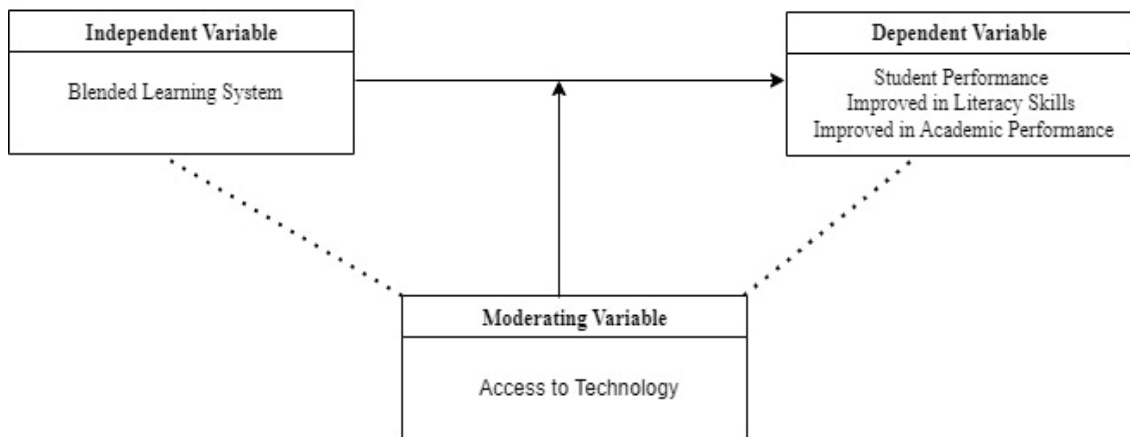 Independent Variable
Blended Learning System
Dependent Variable
Student Performance
Improved in Literacy Skills
Improved in Academic Performance
Moderating Variable
Access to Technology